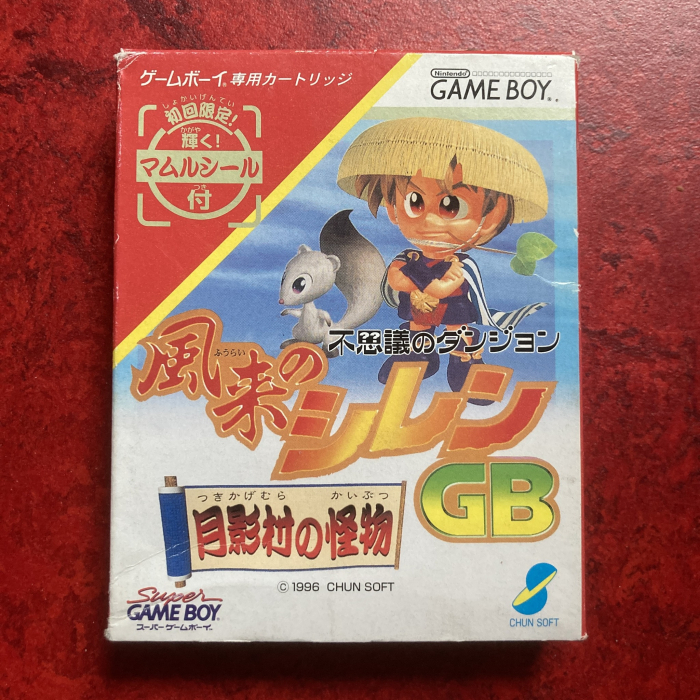 ゲームボーイ専用カートリッジ
Nintendo
GAME BOY
しょかいげんてい
初回限定!
かがや
輝く!
マムルシール
つき
付
不思議のダンジョン
風来の
ふうらい
シレン
GB
つきかげむら かいぶつ
月影村の怪物
© 1996 CHUN SOFT
Super
GAME BOY
スーパーゲームボーイ
CHUN SOFT